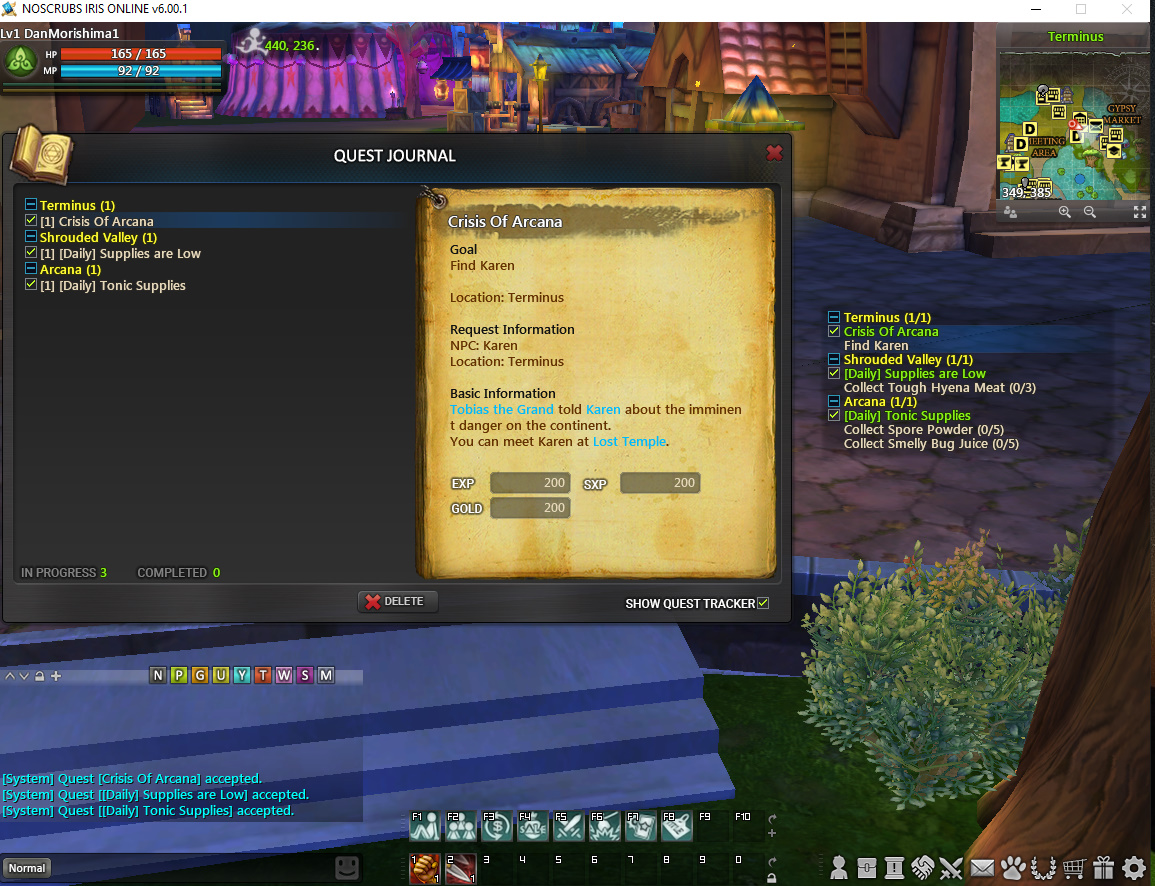 NOSCRUBS IRIS ONLINE v6.00.1
Lv1 DanMorishima1
HP 165 / 165
MP 92 / 92
440, 236.
Terminus
GYPSY
MARKET
MEETING
AREA
D
D
D
349, 385
QUEST JOURNAL
Terminus (1)
[1] Crisis Of Arcana
Shrouded Valley (1)
[1] [Daily] Supplies are Low
Arcana (1)
[1] [Daily] Tonic Supplies
IN PROGRESS 3 COMPLETED 0
Crisis Of Arcana
Goal
Find Karen
Location: Terminus
Request Information
NPC: Karen
Location: Terminus
Basic Information
Tobias the Grand told Karen about the imminen
t danger on the continent.
You can meet Karen at Lost Temple.
EXP 200 SXP 200
GOLD 200
DELETE
SHOW QUEST TRACKER
Terminus (1/1)
Crisis Of Arcana
Find Karen
Shrouded Valley (1/1)
[Daily] Supplies are Low
Collect Tough Hyena Meat (0/3)
Arcana (1/1)
[Daily] Tonic Supplies
Collect Spore Powder (0/5)
Collect Smelly Bug Juice (0/5)
N P G U Y T W S M
[System] Quest [Crisis Of Arcana] accepted.
[System] Quest [[Daily] Supplies are Low] accepted.
[System] Quest [[Daily] Tonic Supplies] accepted.
F1 F2 F3 F4 F5 F6 F7 F8 F9 F10
SALE
1 2 3 4 5 6 7 8 9 0
1 1
Normal